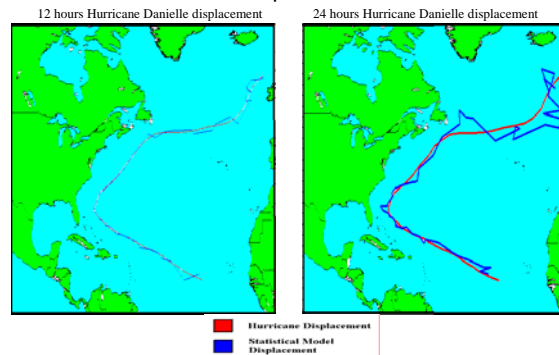 12 hours Hurricane Danielle displacement
24 hours Hurricane Danielle displacement
Hurricane Displacement
Statistical Model
Displacement